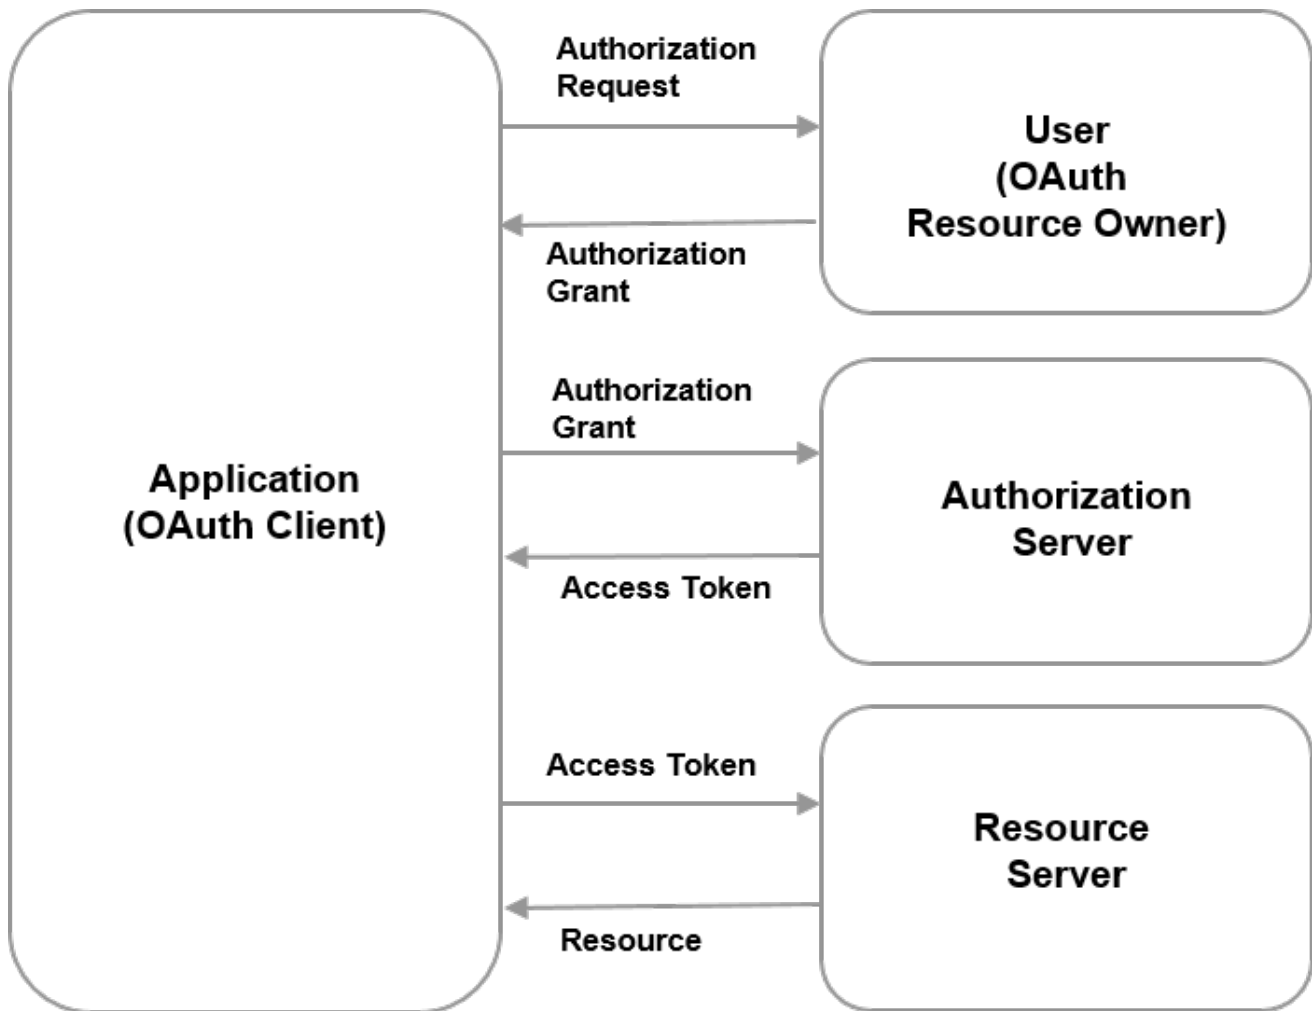 Authorization
Request
User
(OAuth
Resource Owner)
Authorization
Grant
Authorization
Grant
Application
(OAuth Client)
Authorization
Server
Access Token
Access Token
Resource
Server
Resource